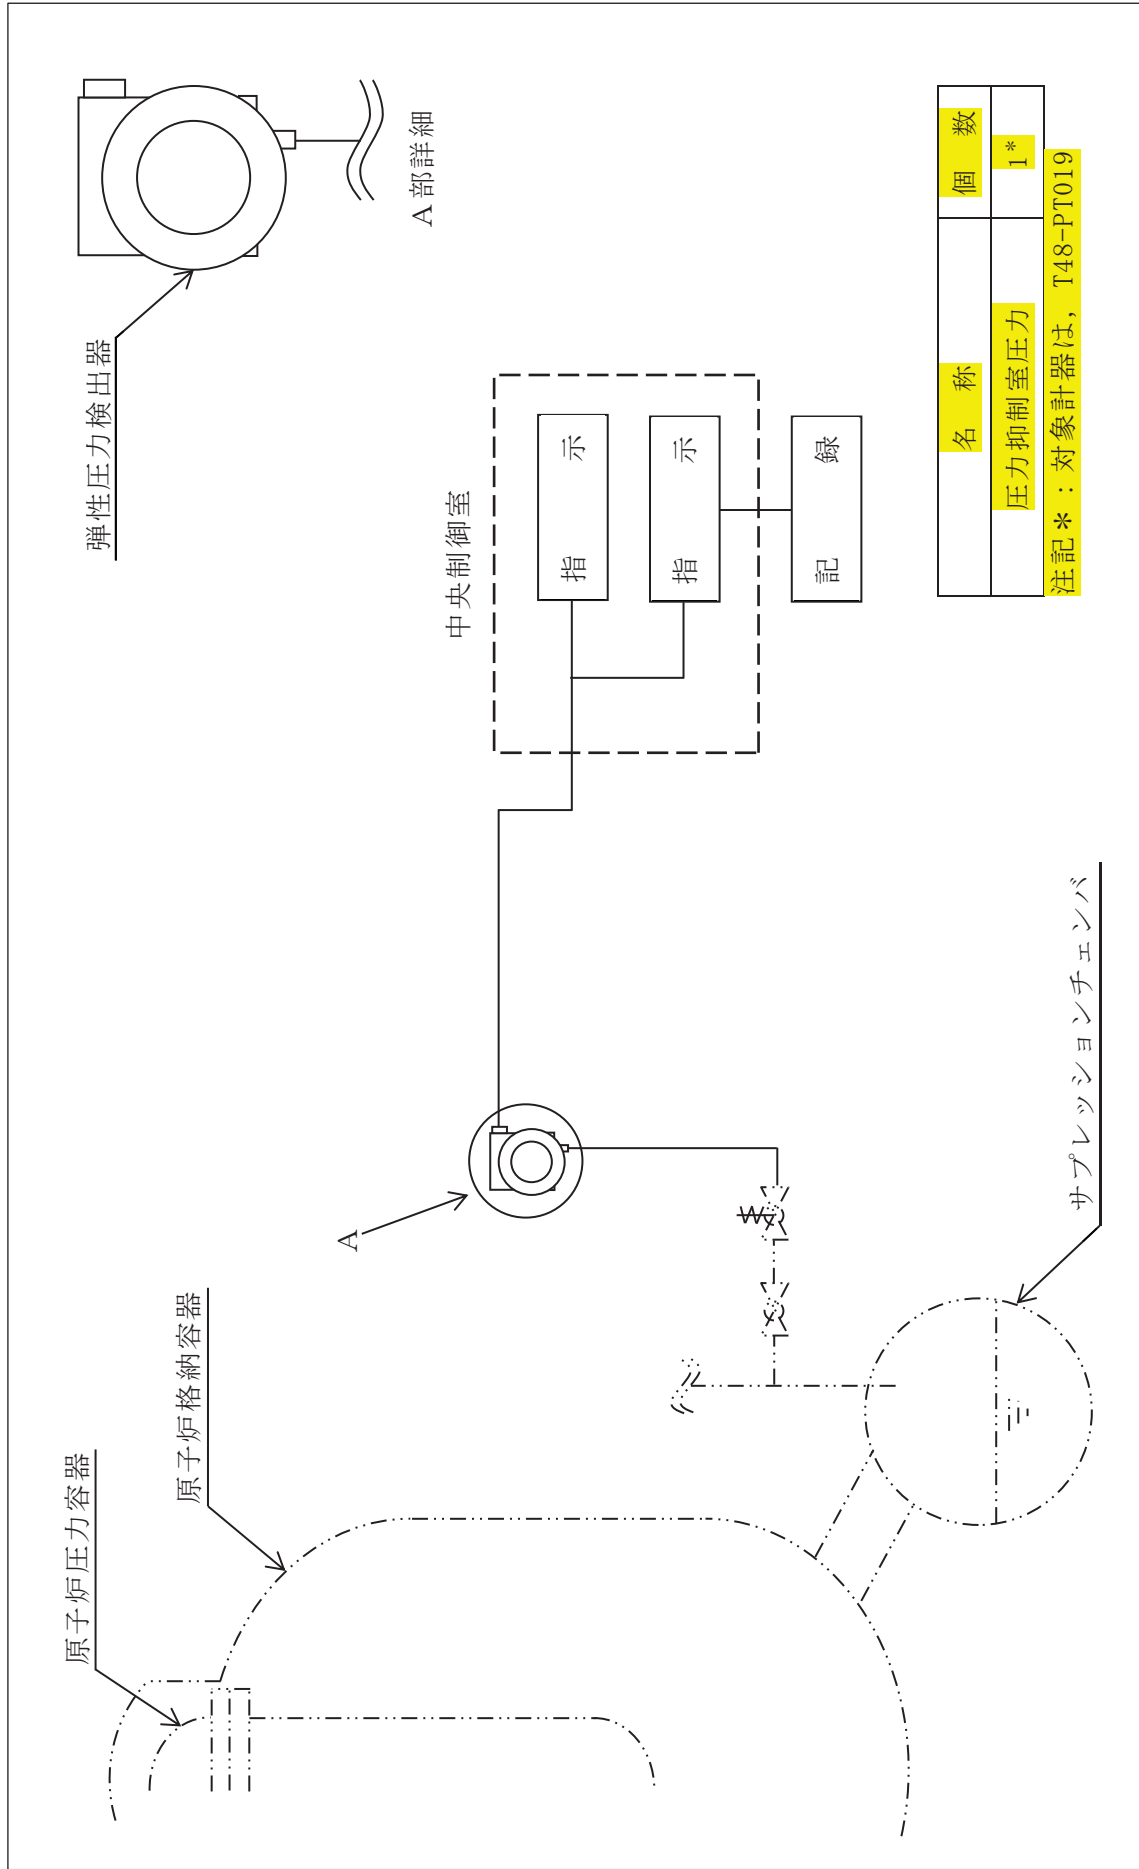 原子炉圧力容器
原子炉格納容器
A
サプレッションチェンバ
中央制御室
指示
指示
記録
弾性圧力検出器
A部詳細
名称 個数
圧力抑制室圧力 1*
注記＊：対象計器は，T48-PT019